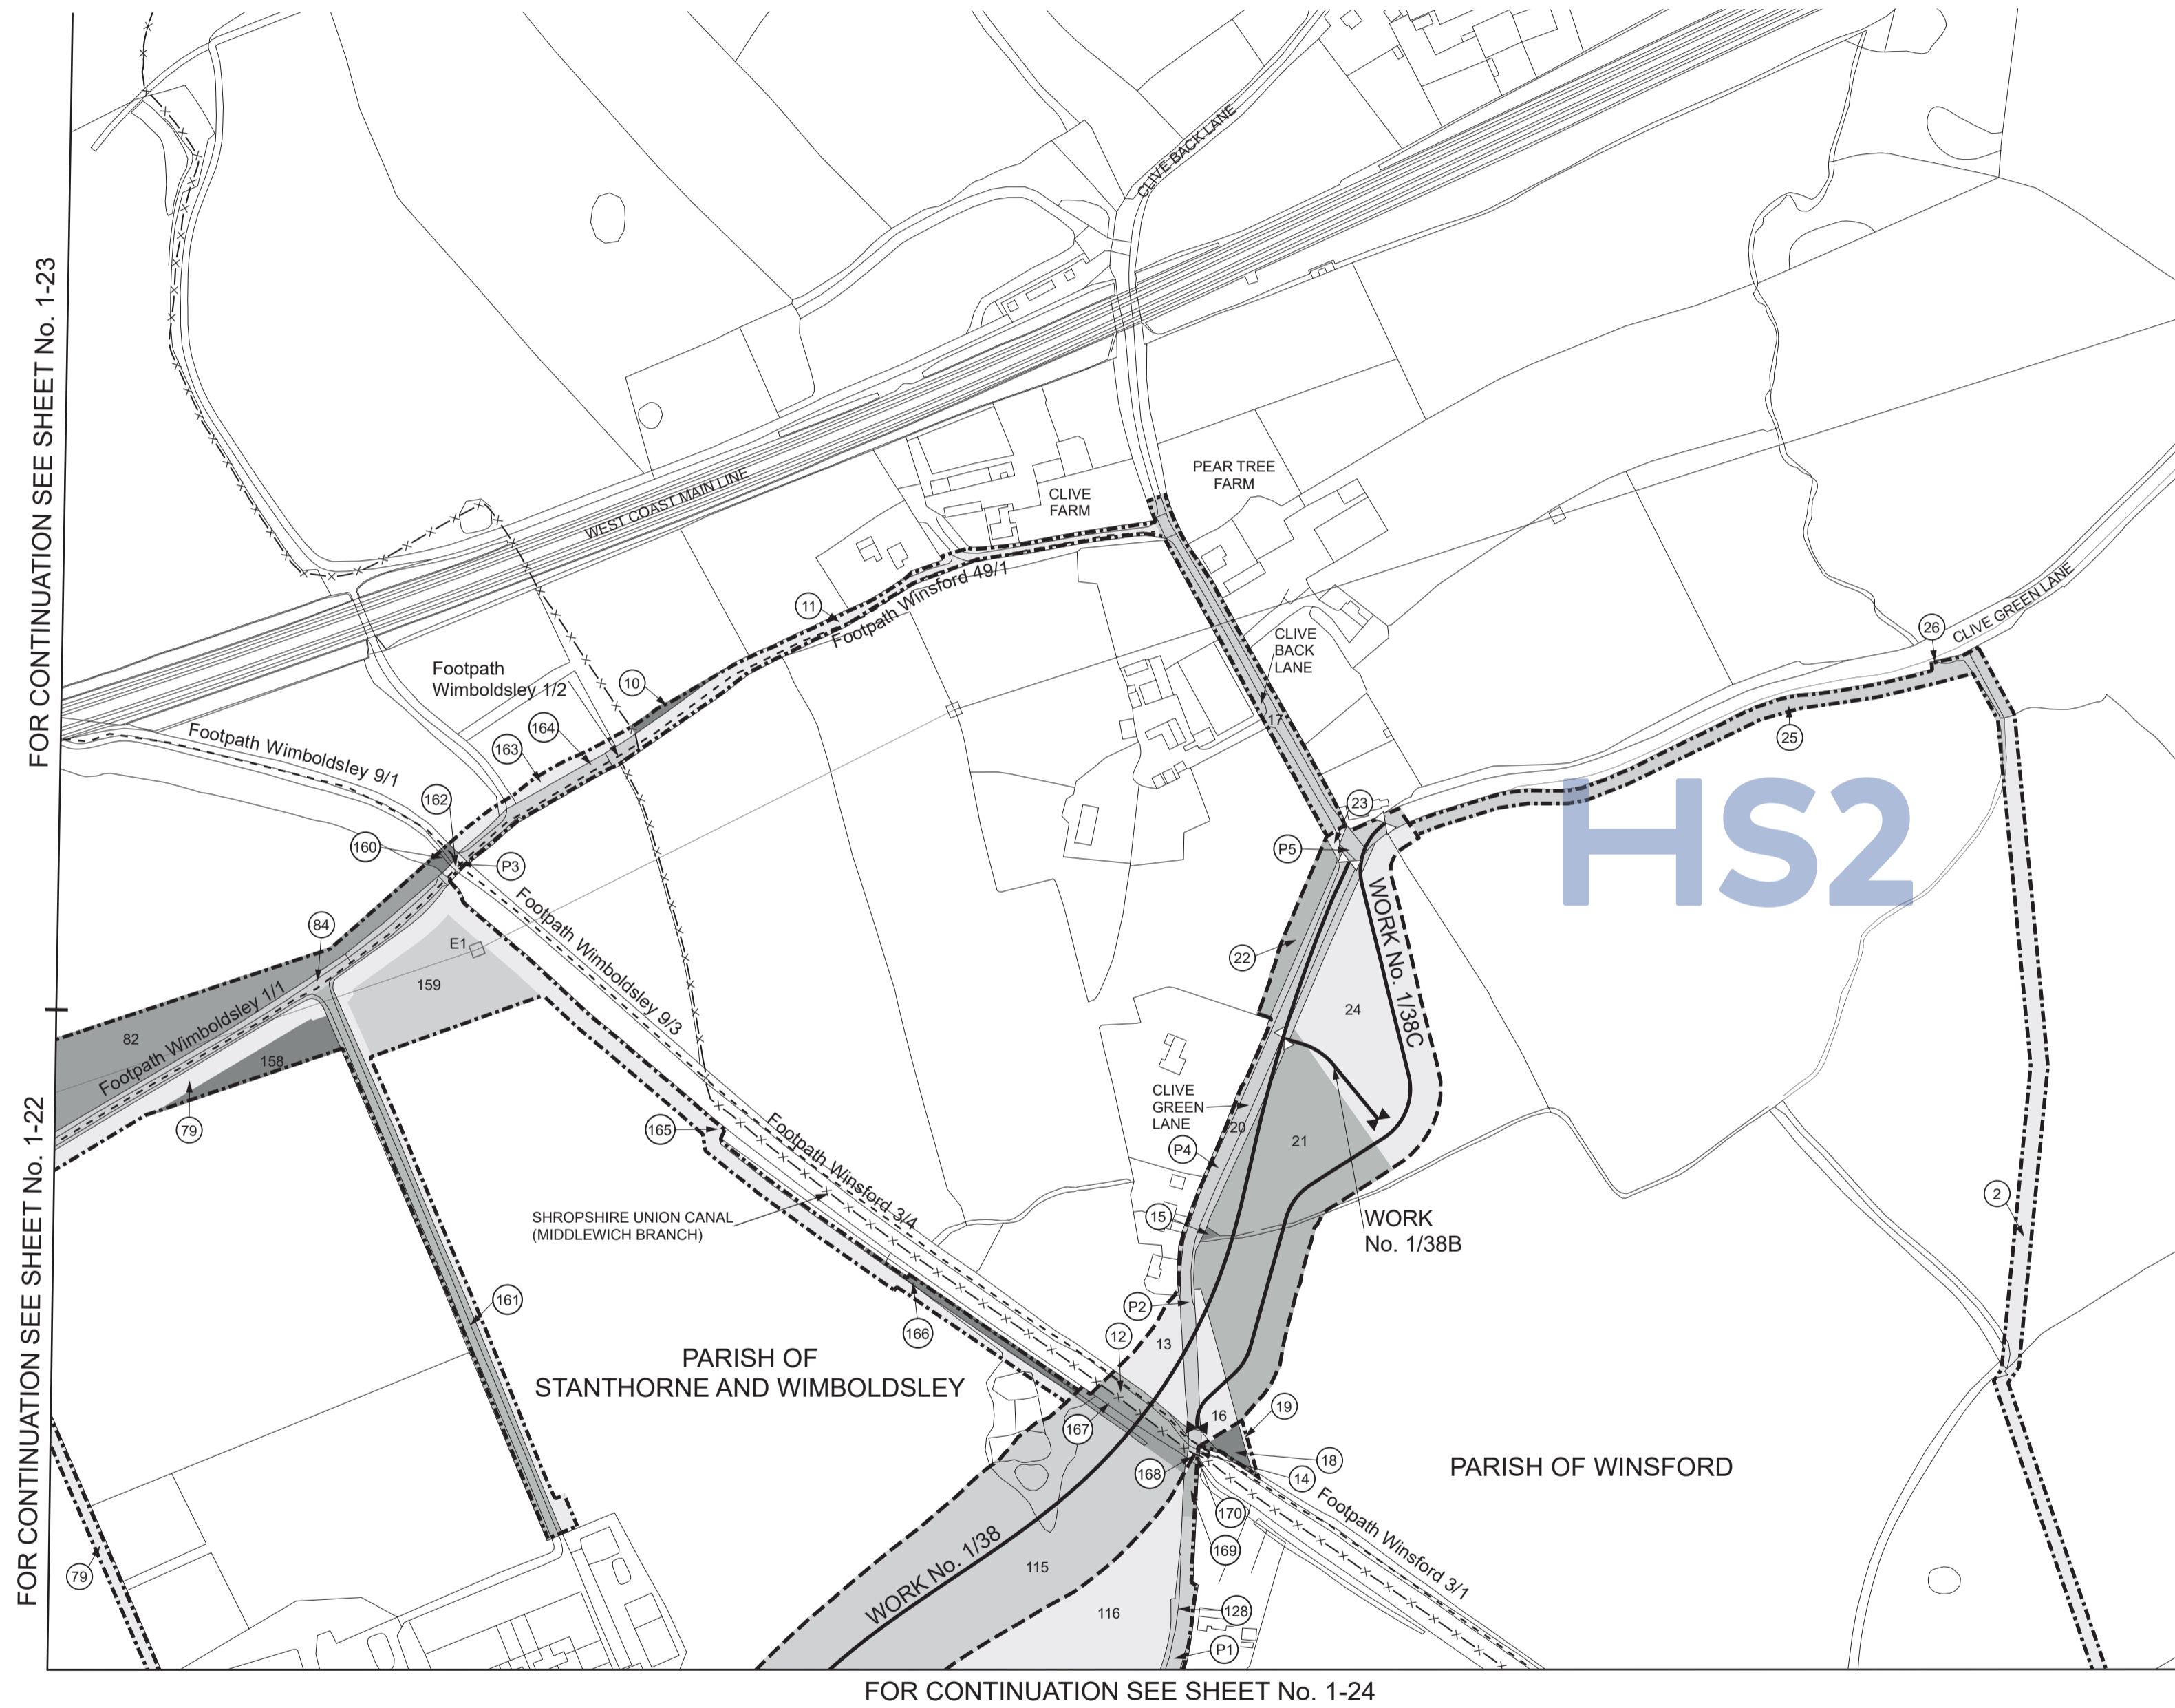 CLIVE BACK LANE
FOR CONTINUATION SEE SHEET No. 1-23
WEST COAST MAIN LINE
CLIVE
FARM
PEAR TREE
FARM
11
Footpath Winsford 49/1
CLIVE
BACK
LANE
17
26
CLIVE GREEN LANE
25
Footpath
Wimboldsley 1/2
10
164
163
Footpath Wimboldsley 9/1
162
160
P3
23
P5
HS2
84
E1
159
Footpath Wimboldsley 9/3
22
24
WORK No. 1/38C
82
Footpath Wimboldsley 1/1
158
79
165
Footpath Winsford 3/4
CLIVE
GREEN
LANE
20
21
P4
15
WORK
No. 1/38B
2
SHROPSHIRE UNION CANAL
(MIDDLEWICH BRANCH)
FOR CONTINUATION SEE SHEET No. 1-22
161
166
P2
12
13
PARISH OF
STANTHORNE AND WIMBOLDSLEY
167
16
19
18
14
168
170
169
PARISH OF WINSFORD
Footpath Winsford 3/1
79
WORK No. 1/38
115
116
128
P1
FOR CONTINUATION SEE SHEET No. 1-24